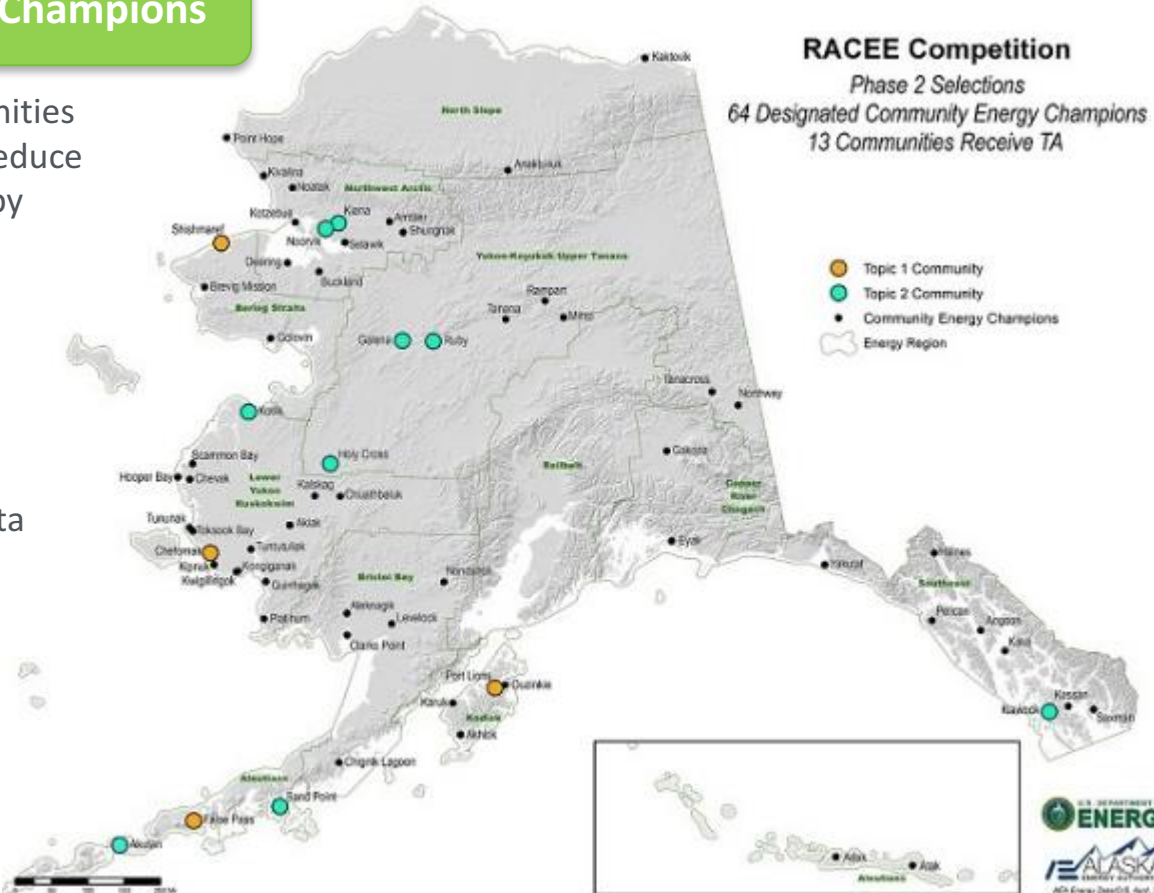 Champions
nities
educe
by
ta
RACEE Competition
Phase 2 Selections
64 Designated Community Energy Champions
13 Communities Receive TA
Topic 1 Community
Topic 2 Community
Community Energy Champions
Energy Region
Kaktovik
North Slope
Point Hope
Anaktuvuk
Kivalina
Noatak
Northwest Arctic
Kotzebue
Kiana
Ambler
Shungnak
Shishmaref
Noorvik
Selawik
Deering
Buckland
Yukon-Koyukuk Upper Tanana
Brevig Mission
Bering Straits
Rampart
Tanana
Minto
Golovin
Galena
Ruby
Tanacross
Northway
Kotlik
Scammon Bay
Holy Cross
Gakona
Railbelt
Hooper Bay
Chevak
Lower
Yukon
Kuskokwim
Kalskag
Chuathbaluk
Copper
River
Chugach
Tununak
Toksook Bay
Akiak
Chefornak
Tuntutuliak
Eyak
Kipnuk
Kongiganak
Kwigillingok
Quinhagak
Bristol Bay
Nondalton
Yakutat
Haines
Southeast
Platinum
Aleknagik
Levelock
Clarks Point
Pelican
Angoon
Kake
Port Lions
Ouzinkie
Karluk
Kodiak
Akhiok
Klawock
Kasaan
Saxman
Chignik Lagoon
Aleutians
Sand Point
False Pass
Akutan
Adak
Atka
Aleutians
U.S. DEPARTMENT
ENERG
ALASKA
ENERGY AUTHORITY